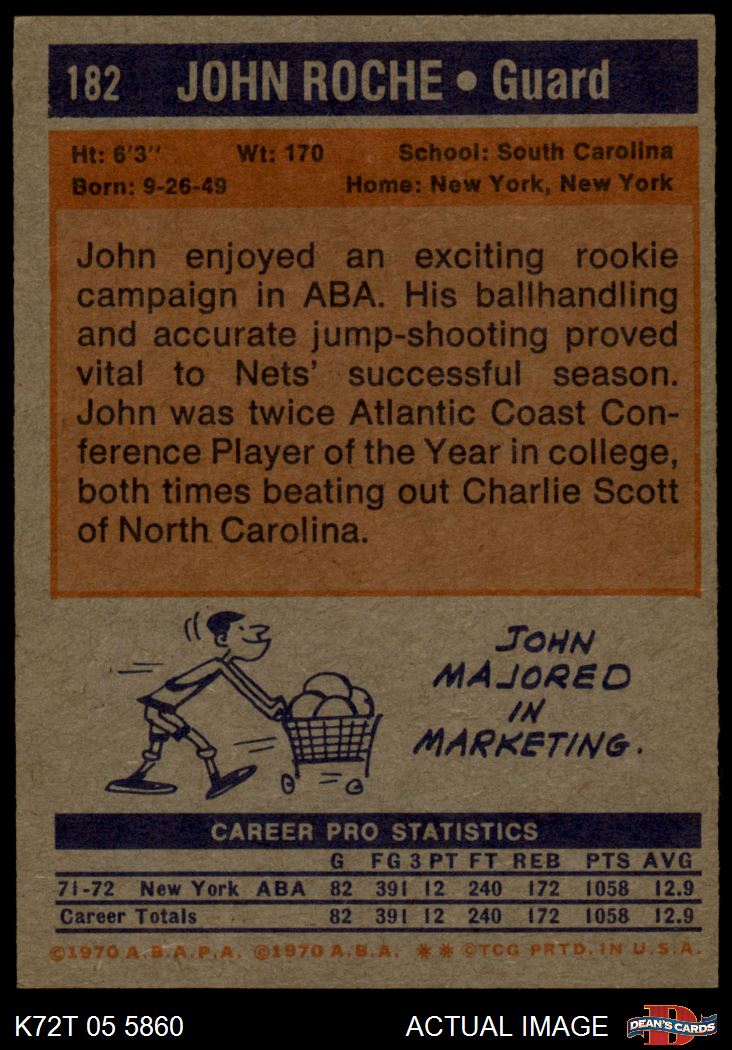 182 JOHN ROCHE • Guard
Ht: 6'3" Wt: 170 School: South Carolina
Born: 9-26-49 Home: New York, New York
John enjoyed an exciting rookie
campaign in ABA. His ballhandling
and accurate jump-shooting proved
vital to Nets' successful season.
John was twice Atlantic Coast Con-
ference Player of the Year in college,
both times beating out Charlie Scott
of North Carolina.
JOHN
MAJORED
IN
MARKETING.
CAREER PRO STATISTICS
G FG 3 PT FT REB PTS AVG
71-72 New York ABA 82 391 12 240 172 1058 12.9
Career Totals 82 391 12 240 172 1058 12.9
©1970 A.B.A.P.A. ©1970 A.B.A. ** ©TCG PRTD. IN U.S.A.
K72T 05 5860 ACTUAL IMAGE DEAN'S CARDS